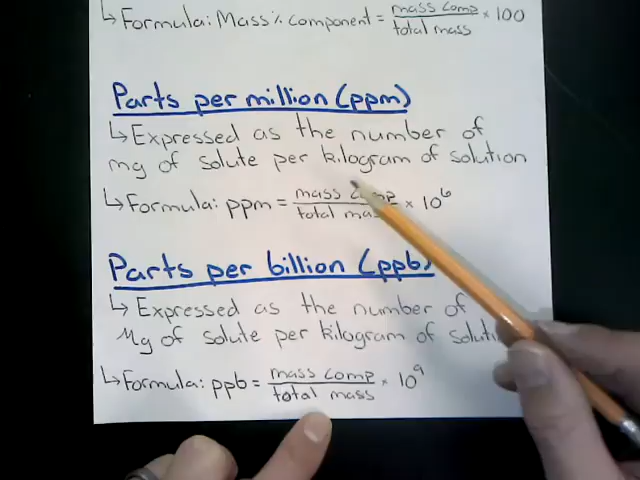 ↳ Formula: Mass % component = mass comp / total mass × 100
Parts per million (ppm)
↳ Expressed as the number of
mg of solute per kilogram of solution
↳ Formula: ppm = mass comp / total mass × 10⁶
Parts per billion (ppb)
↳ Expressed as the number of
Mg of solute per kilogram of
↳ Formula: ppb = mass comp / total mass × 10⁹